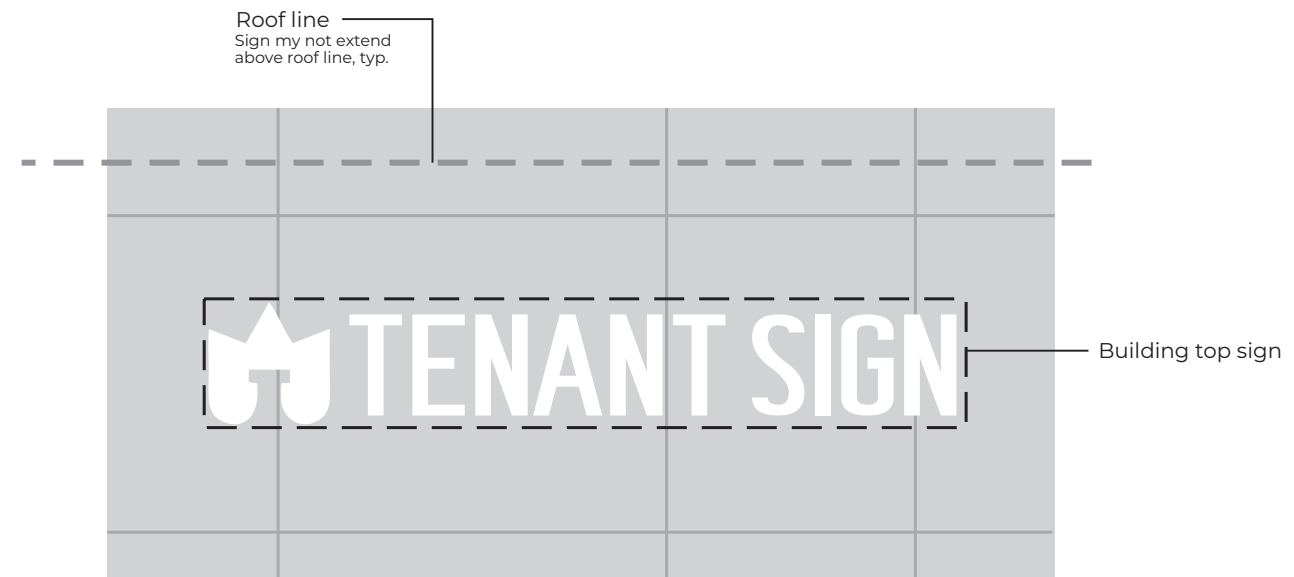 Roof line
Sign my not extend
above roof line, typ.
TENANT SIGN
Building top sign